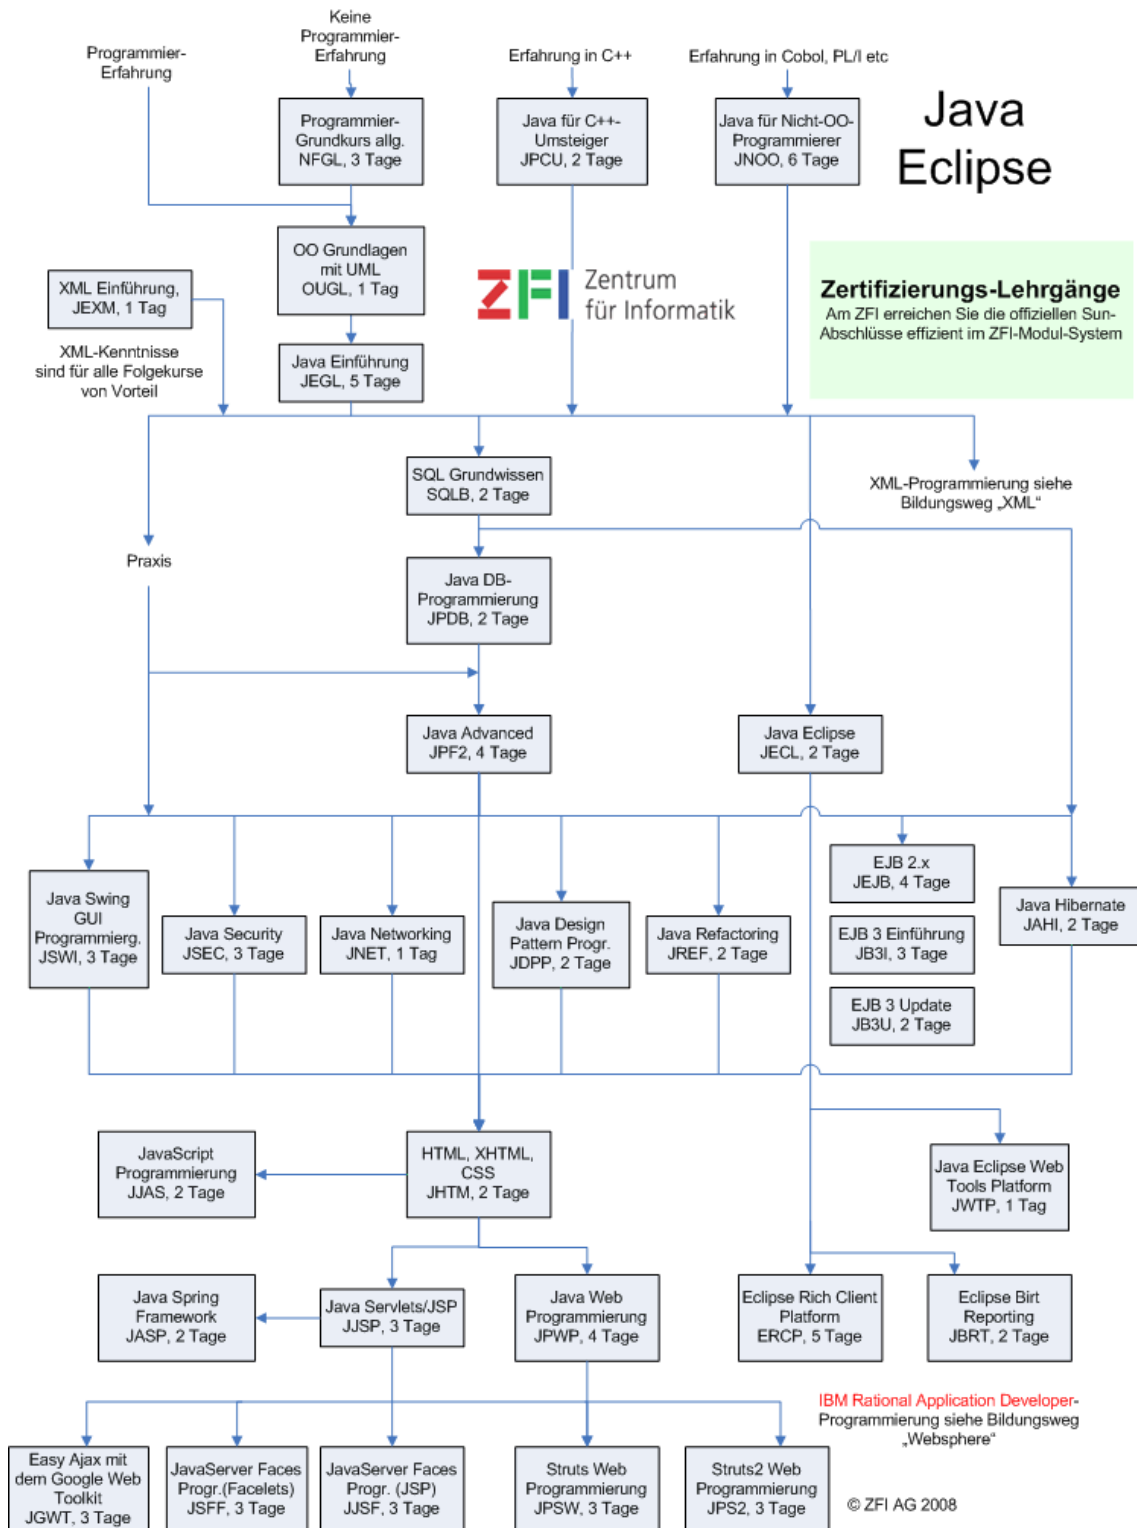 Programmier-
Erfahrung
Keine
Programmier-
Erfahrung
Erfahrung in C++
Erfahrung in Cobol, PL/I etc
Java
Eclipse
Programmier-
Grundkurs allg.
NFGL, 3 Tage
Java für C++-
Umsteiger
JPCU, 2 Tage
Java für Nicht-OO-
Programmierer
JNOO, 6 Tage
OO Grundlagen
mit UML
OUGL, 1 Tag
XML Einführung,
JEXM, 1 Tag
XML-Kenntnisse
sind für alle Folgekurse
von Vorteil
ZFI Zentrum
für Informatik
Zertifizierungs-Lehrgänge
Am ZFI erreichen Sie die offiziellen Sun-
Abschlüsse effizient im ZFI-Modul-System
Java Einführung
JEGL, 5 Tage
SQL Grundwissen
SQLB, 2 Tage
XML-Programmierung siehe
Bildungsweg „XML“
Praxis
Java DB-
Programmierung
JPDB, 2 Tage
Java Advanced
JPF2, 4 Tage
Java Eclipse
JECL, 2 Tage
Java Swing
GUI
Programmierg.
JSWI, 3 Tage
Java Security
JSEC, 3 Tage
Java Networking
JNET, 1 Tag
Java Design
Pattern Progr.
JDPP, 2 Tage
Java Refactoring
JREF, 2 Tage
EJB 2.x
JEJB, 4 Tage
EJB 3 Einführung
JB3I, 3 Tage
EJB 3 Update
JB3U, 2 Tage
Java Hibernate
JAHI, 2 Tage
JavaScript
Programmierung
JJAS, 2 Tage
HTML, XHTML,
CSS
JHTM, 2 Tage
Java Eclipse Web
Tools Platform
JWTP, 1 Tag
Java Spring
Framework
JASP, 2 Tage
Java Servlets/JSP
JJSP, 3 Tage
Java Web
Programmierung
JPWP, 4 Tage
Eclipse Rich Client
Platform
ERCP, 5 Tage
Eclipse Birt
Reporting
JBRT, 2 Tage
IBM Rational Application Developer-
Programmierung siehe Bildungsweg
„Websphere“
Easy Ajax mit
dem Google Web
Toolkit
JGWT, 3 Tage
JavaServer Faces
Progr.(Facelets)
JSFF, 3 Tage
JavaServer Faces
Progr. (JSP)
JJSF, 3 Tage
Struts Web
Programmierung
JPSW, 3 Tage
Struts2 Web
Programmierung
JPS2, 3 Tage
© ZFI AG 2008